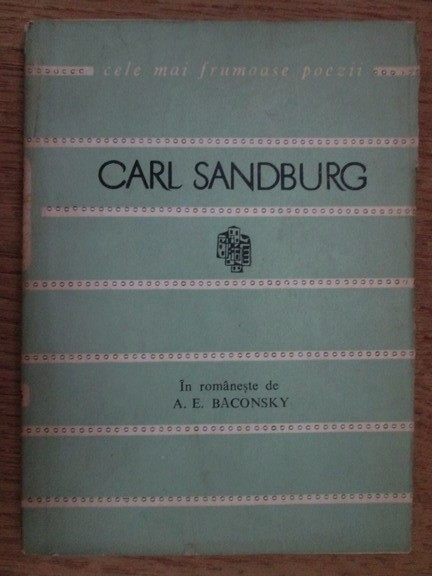 cele mai frumoase poezii
CARL SANDBURG
În românește de
A. E. BACONSKY